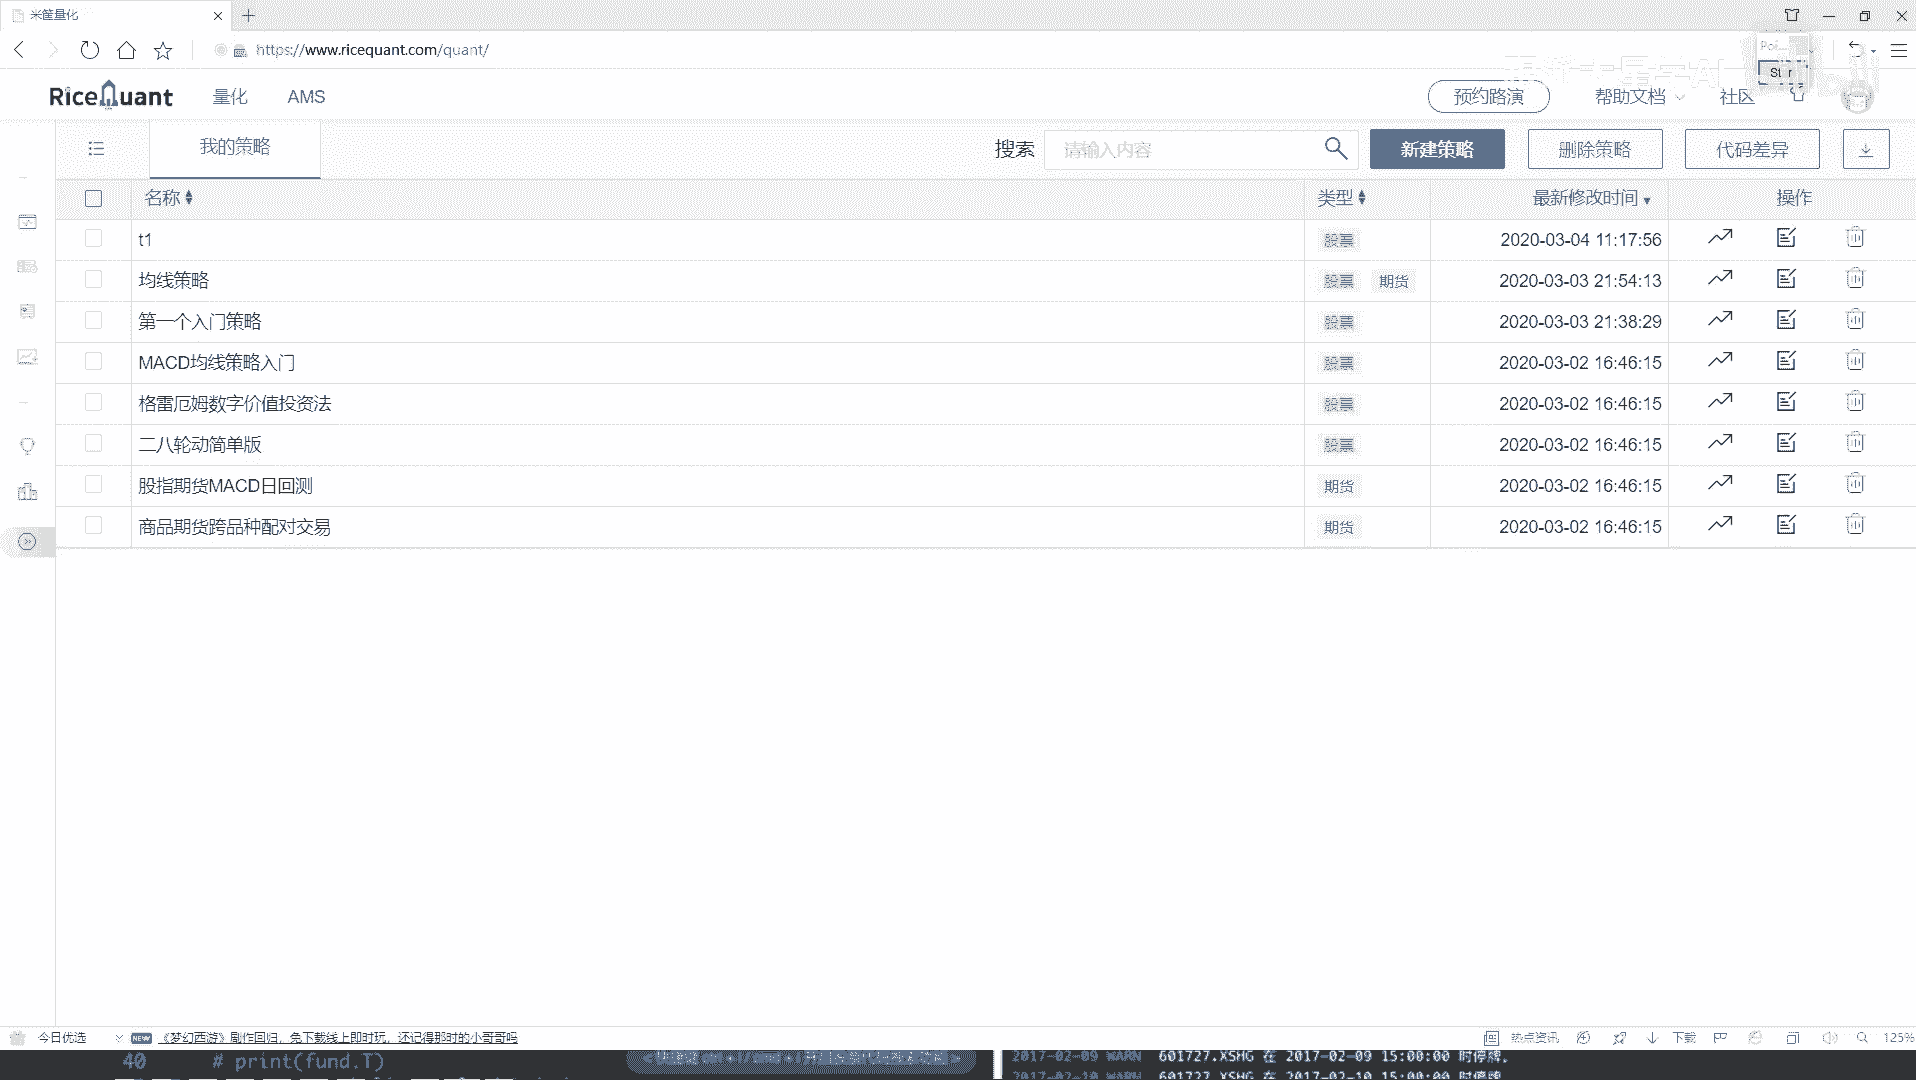 米筐量化
https://www.ricequant.com/quant/
RiceQuant 量化 AMS 预约路演 帮助文档 社区
我的策略 搜索 请输入内容 新建策略 删除策略 代码差异
名称 类型 最新修改时间 操作
t1 股票 2020-03-04 11:17:56
均线策略 股票 期货 2020-03-03 21:54:13
第一个入门策略 股票 2020-03-03 21:38:29
MACD均线策略入门 股票 2020-03-02 16:46:15
格雷厄姆数字价值投资法 股票 2020-03-02 16:46:15
二八轮动简单版 股票 2020-03-02 16:46:15
股指期货MACD日回测 期货 2020-03-02 16:46:15
商品期货跨品种配对交易 期货 2020-03-02 16:46:15
今日优选 NEW 《梦幻西游》剧作回归，免下载线上即时玩，还记得那时的小哥哥吗 热点资讯 下载 125%
40 # print(fund.T) 2017-02-09 WARN 601727.XSHG 在 2017-02-09 15:00:00 时停牌。
2017-02-10 WARN 601727.XSHG 在 2017-02-10 15:00:00 时停牌